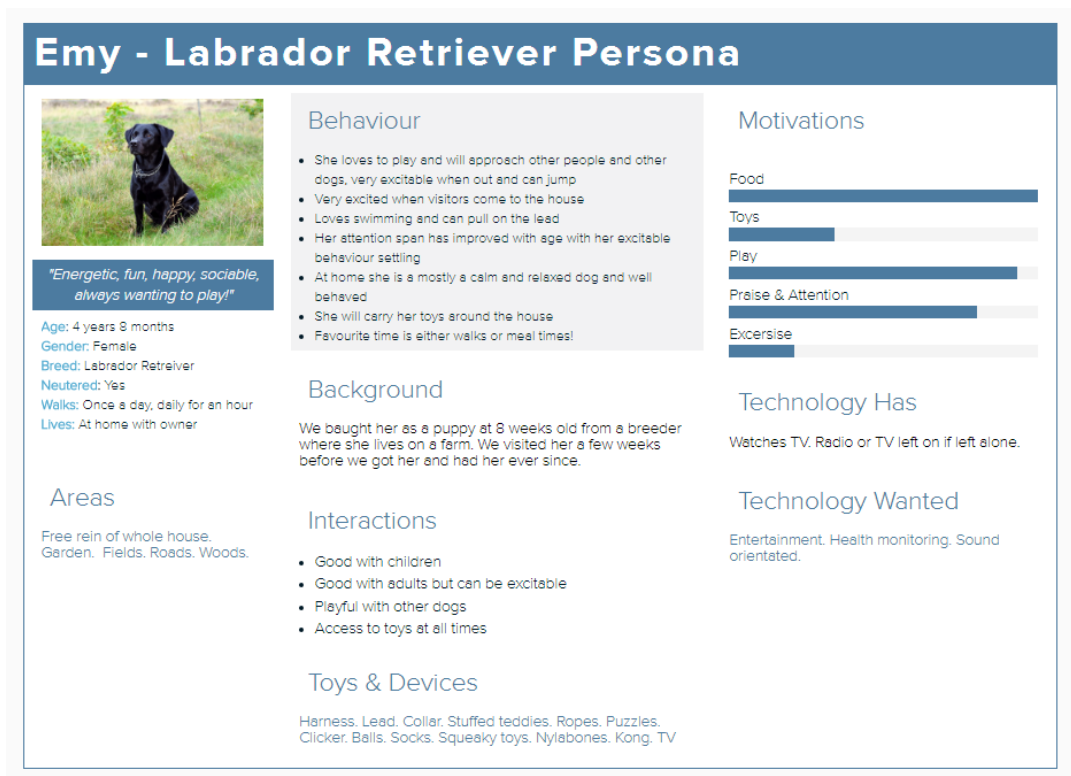 Emy - Labrador Retriever Persona
"Energetic, fun, happy, sociable,
always wanting to play!"
Age: 4 years 8 months
Gender: Female
Breed: Labrador Retreiver
Neutered: Yes
Walks: Once a day, daily for an hour
Lives: At home with owner
Areas
Free rein of whole house.
Garden. Fields. Roads. Woods.
Behaviour
• She loves to play and will approach other people and other
dogs, very excitable when out and can jump
• Very excited when visitors come to the house
• Loves swimming and can pull on the lead
• Her attention span has improved with age with her excitable
behaviour settling
• At home she is a mostly a calm and relaxed dog and well
behaved
• She will carry her toys around the house
• Favourite time is either walks or meal times!
Background
We baught her as a puppy at 8 weeks old from a breeder
where she lives on a farm. We visited her a few weeks
before we got her and had her ever since.
Interactions
• Good with children
• Good with adults but can be excitable
• Playful with other dogs
• Access to toys at all times
Toys & Devices
Harness. Lead. Collar. Stuffed teddies. Ropes. Puzzles.
Clicker. Balls. Socks. Squeaky toys. Nylabones. Kong. TV
Motivations
Food
Toys
Play
Praise & Attention
Excersise
Technology Has
Watches TV. Radio or TV left on if left alone.
Technology Wanted
Entertainment. Health monitoring. Sound
orientated.